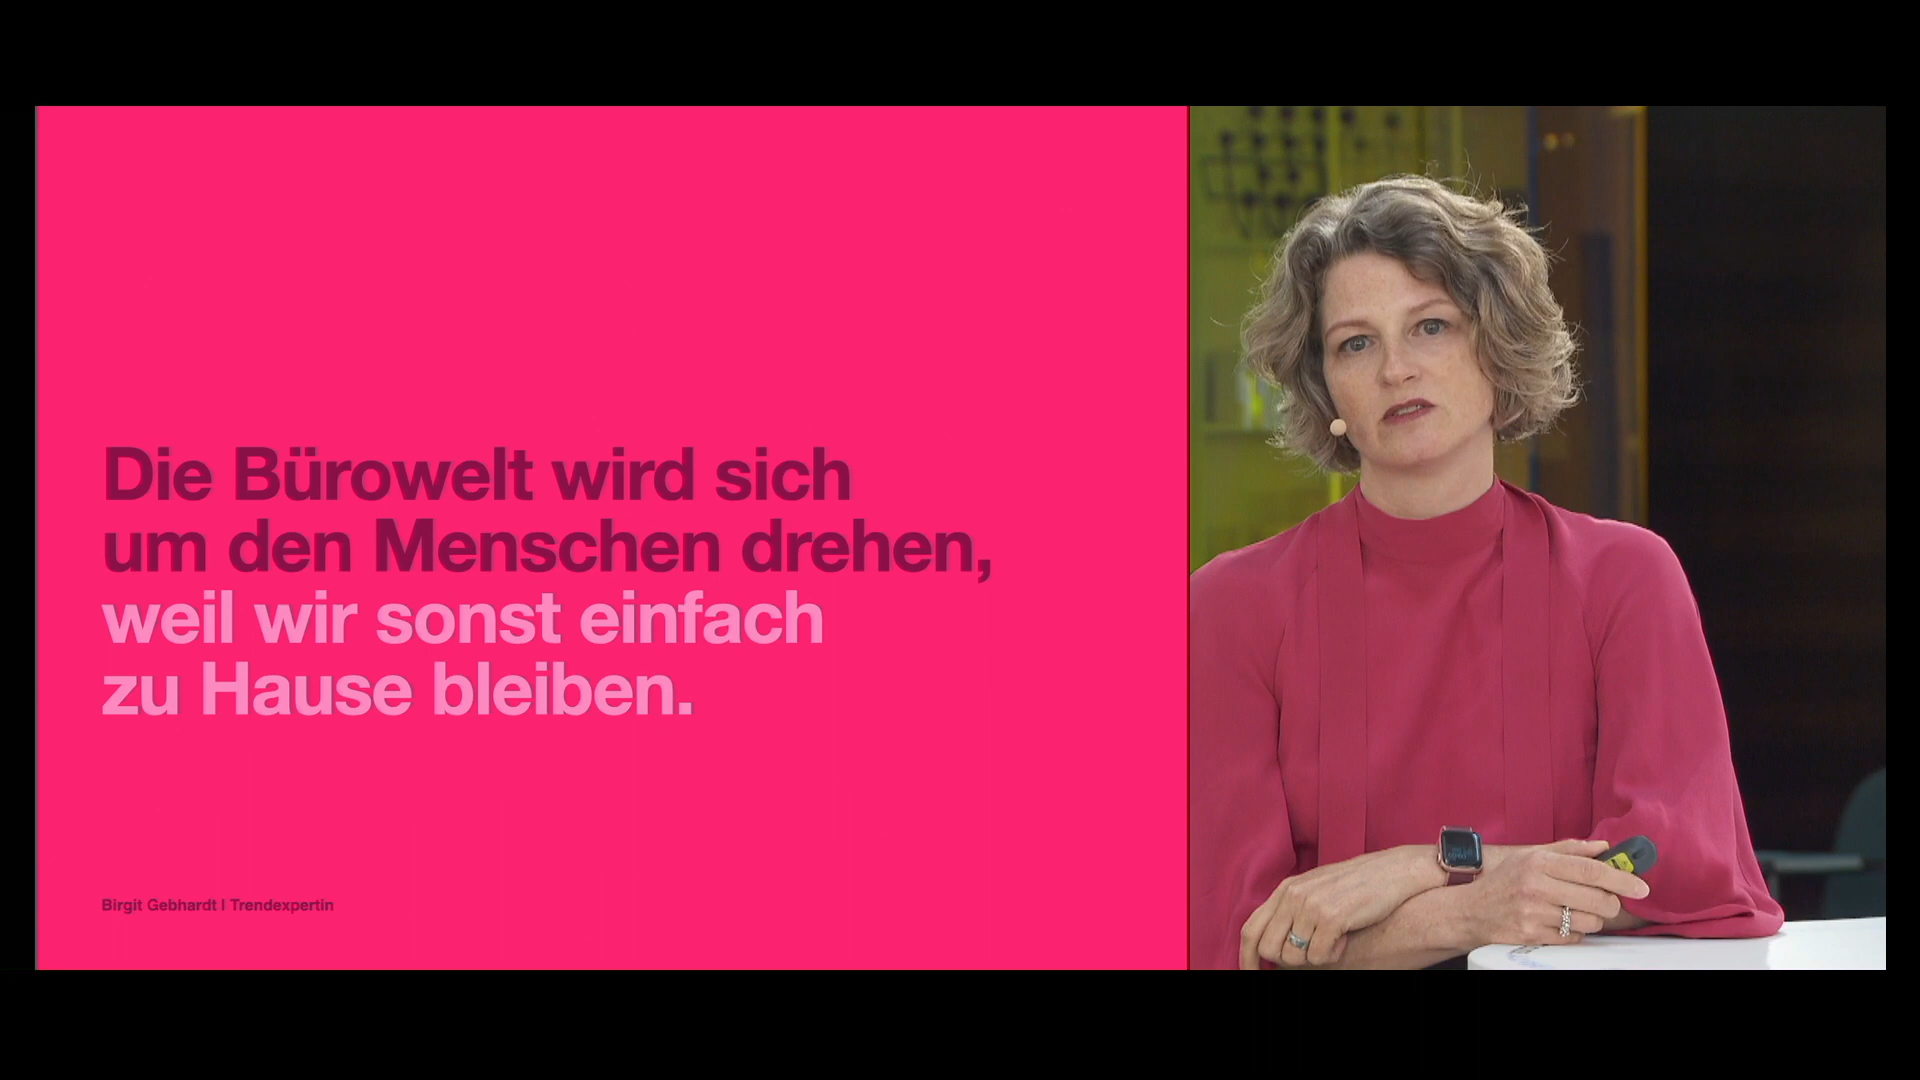 Die Bürowelt wird sich
um den Menschen drehen,
weil wir sonst einfach
zu Hause bleiben.
Birgit Gebhardt I Trendexpertin